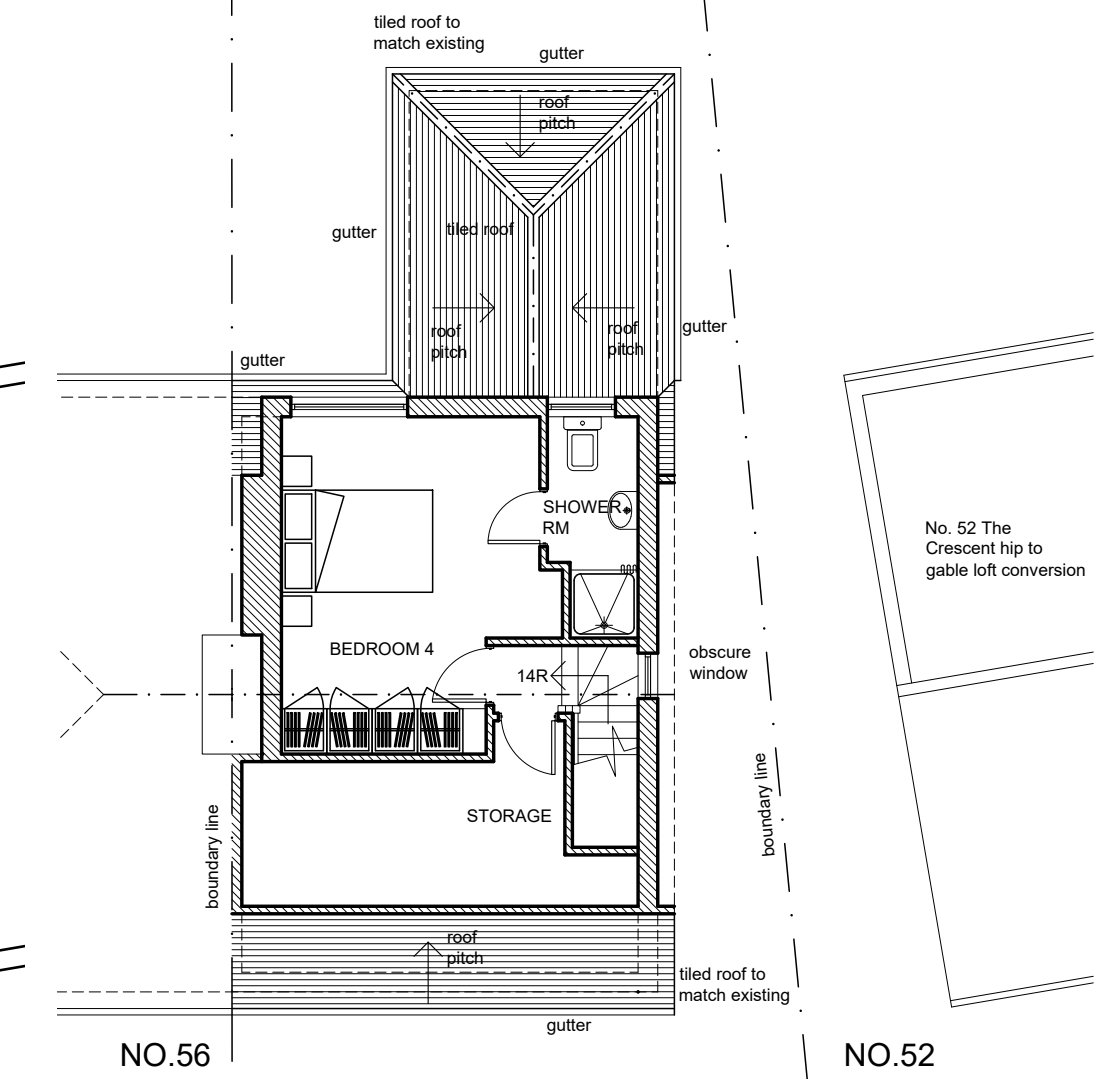 tiled roof to
match existing
gutter
roof
pitch
gutter
tiled roof
roof
pitch
roof
pitch
gutter
gutter
SHOWER
RM
No. 52 The
Crescent hip to
gable loft conversion
BEDROOM 4
14R
obscure
window
STORAGE
boundary line
boundary line
roof
pitch
tiled roof to
match existing
gutter
NO.56
NO.52